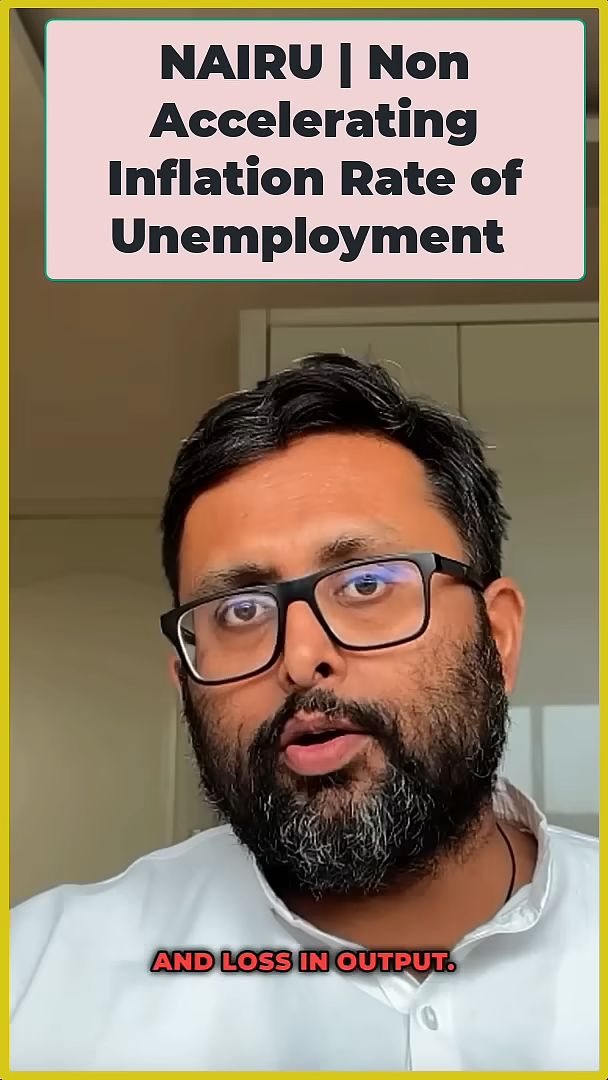 NAIRU | Non
Accelerating
Inflation Rate of
Unemployment
AND LOSS IN OUTPUT.